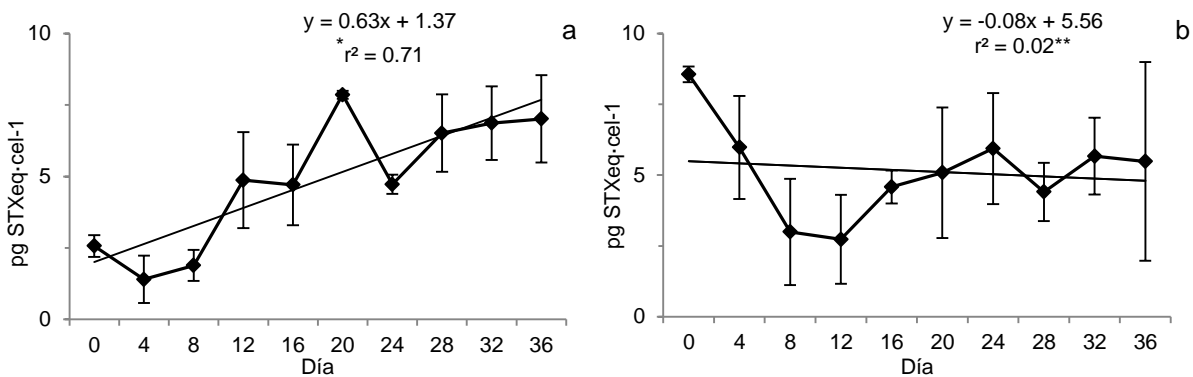 y = 0.63x + 1.37
*r² = 0.71
a
10
5
0
pg STXeq·cel-1
0 4 8 12 16 20 24 28 32 36
Día
y = -0.08x + 5.56
r² = 0.02**
b
10
5
0
pg STXeq·cel-1
0 4 8 12 16 20 24 28 32 36
Día